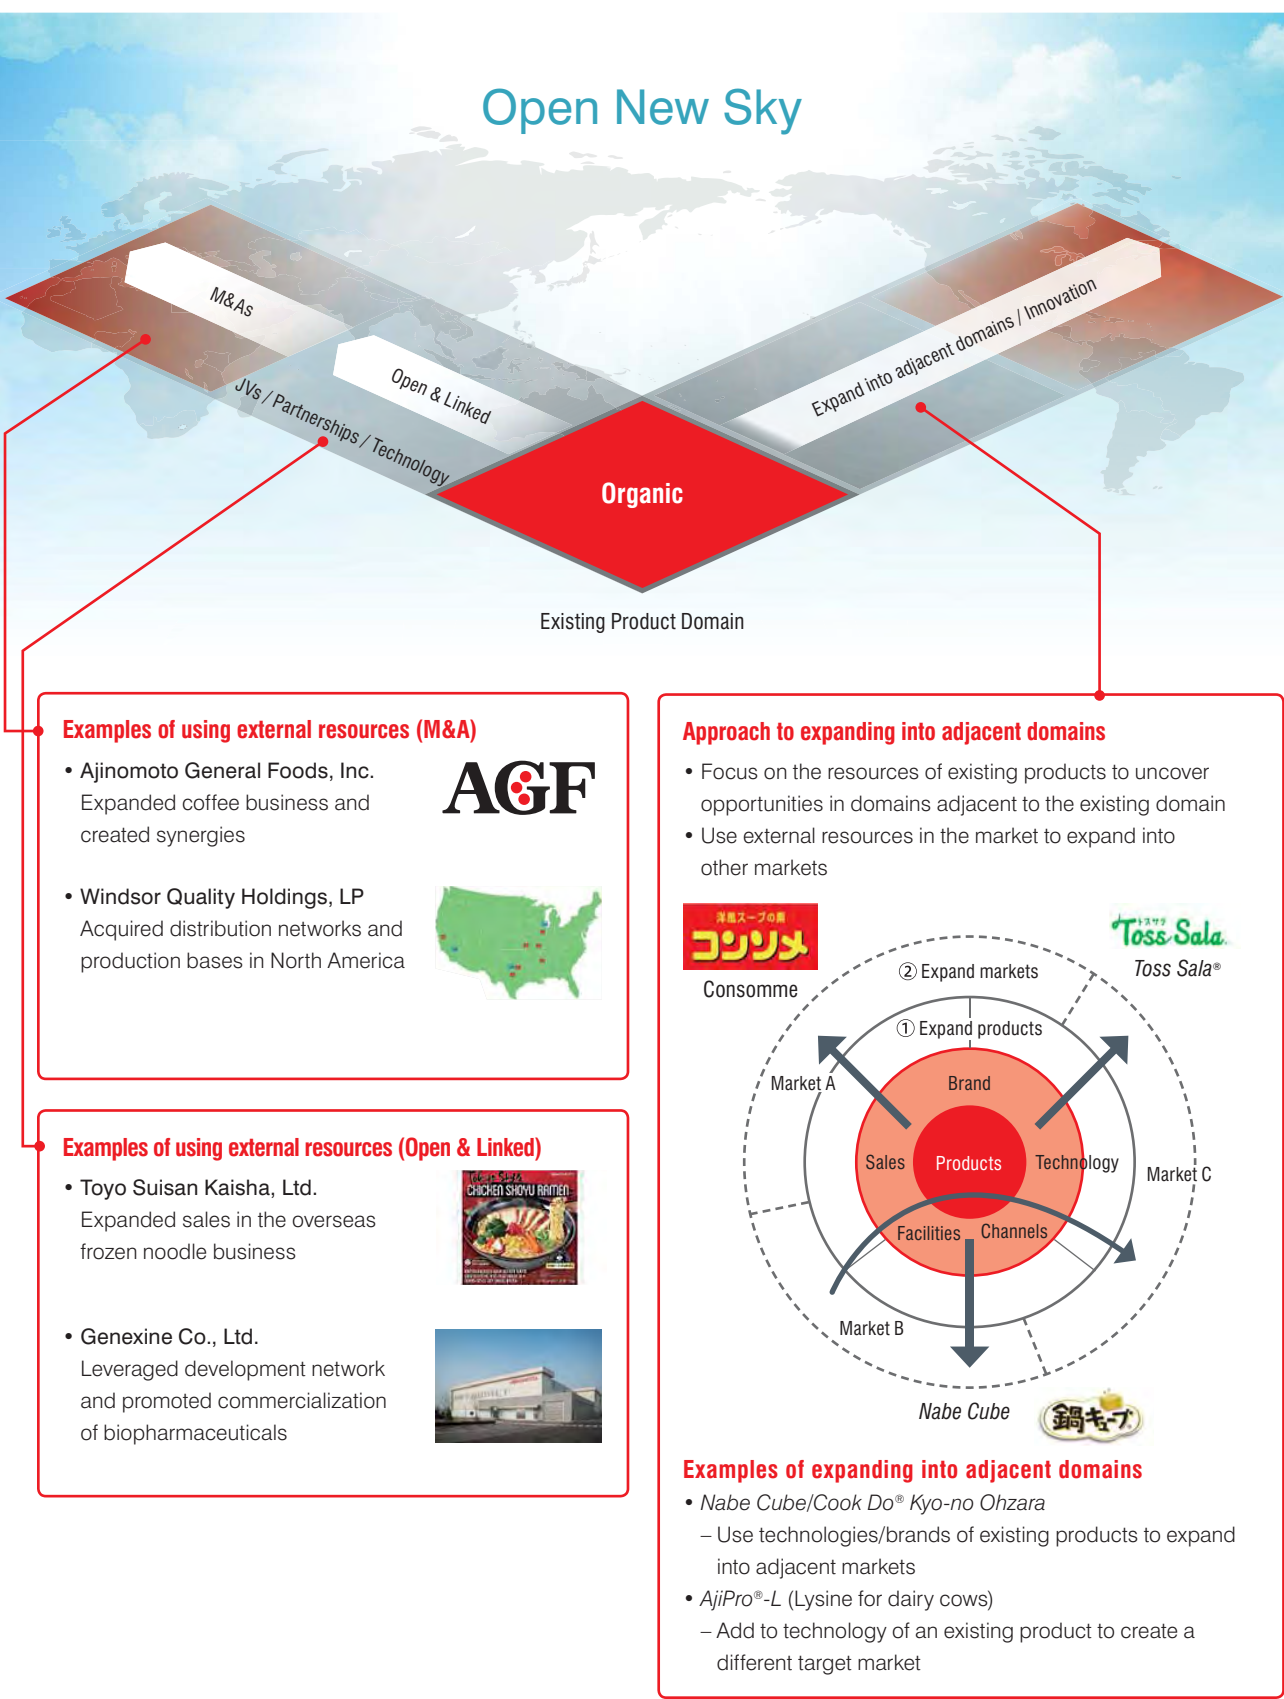 Open New Sky
M&As
Open & Linked
JVs / Partnerships / Technology
Expand into adjacent domains / Innovation
Organic
Existing Product Domain
Examples of using external resources (M&A)
• Ajinomoto General Foods, Inc.
Expanded coffee business and
created synergies
AGF
• Windsor Quality Holdings, LP
Acquired distribution networks and
production bases in North America
Examples of using external resources (Open & Linked)
• Toyo Suisan Kaisha, Ltd.
Expanded sales in the overseas
frozen noodle business
CHICKEN SHOYU RAMEN
• Genexine Co., Ltd.
Leveraged development network
and promoted commercialization
of biopharmaceuticals
Approach to expanding into adjacent domains
• Focus on the resources of existing products to uncover
opportunities in domains adjacent to the existing domain
• Use external resources in the market to expand into
other markets
洋風スープの素
コンソメ
Consomme
トスサラ
Toss Sala
Toss Sala®
② Expand markets
① Expand products
Market A
Brand
Sales
Products
Technology
Market C
Facilities
Channels
Market B
Nabe Cube
鍋キューブ
Examples of expanding into adjacent domains
• Nabe Cube/Cook Do® Kyo-no Ohzara
– Use technologies/brands of existing products to expand
into adjacent markets
• AjiPro®-L (Lysine for dairy cows)
– Add to technology of an existing product to create a
different target market